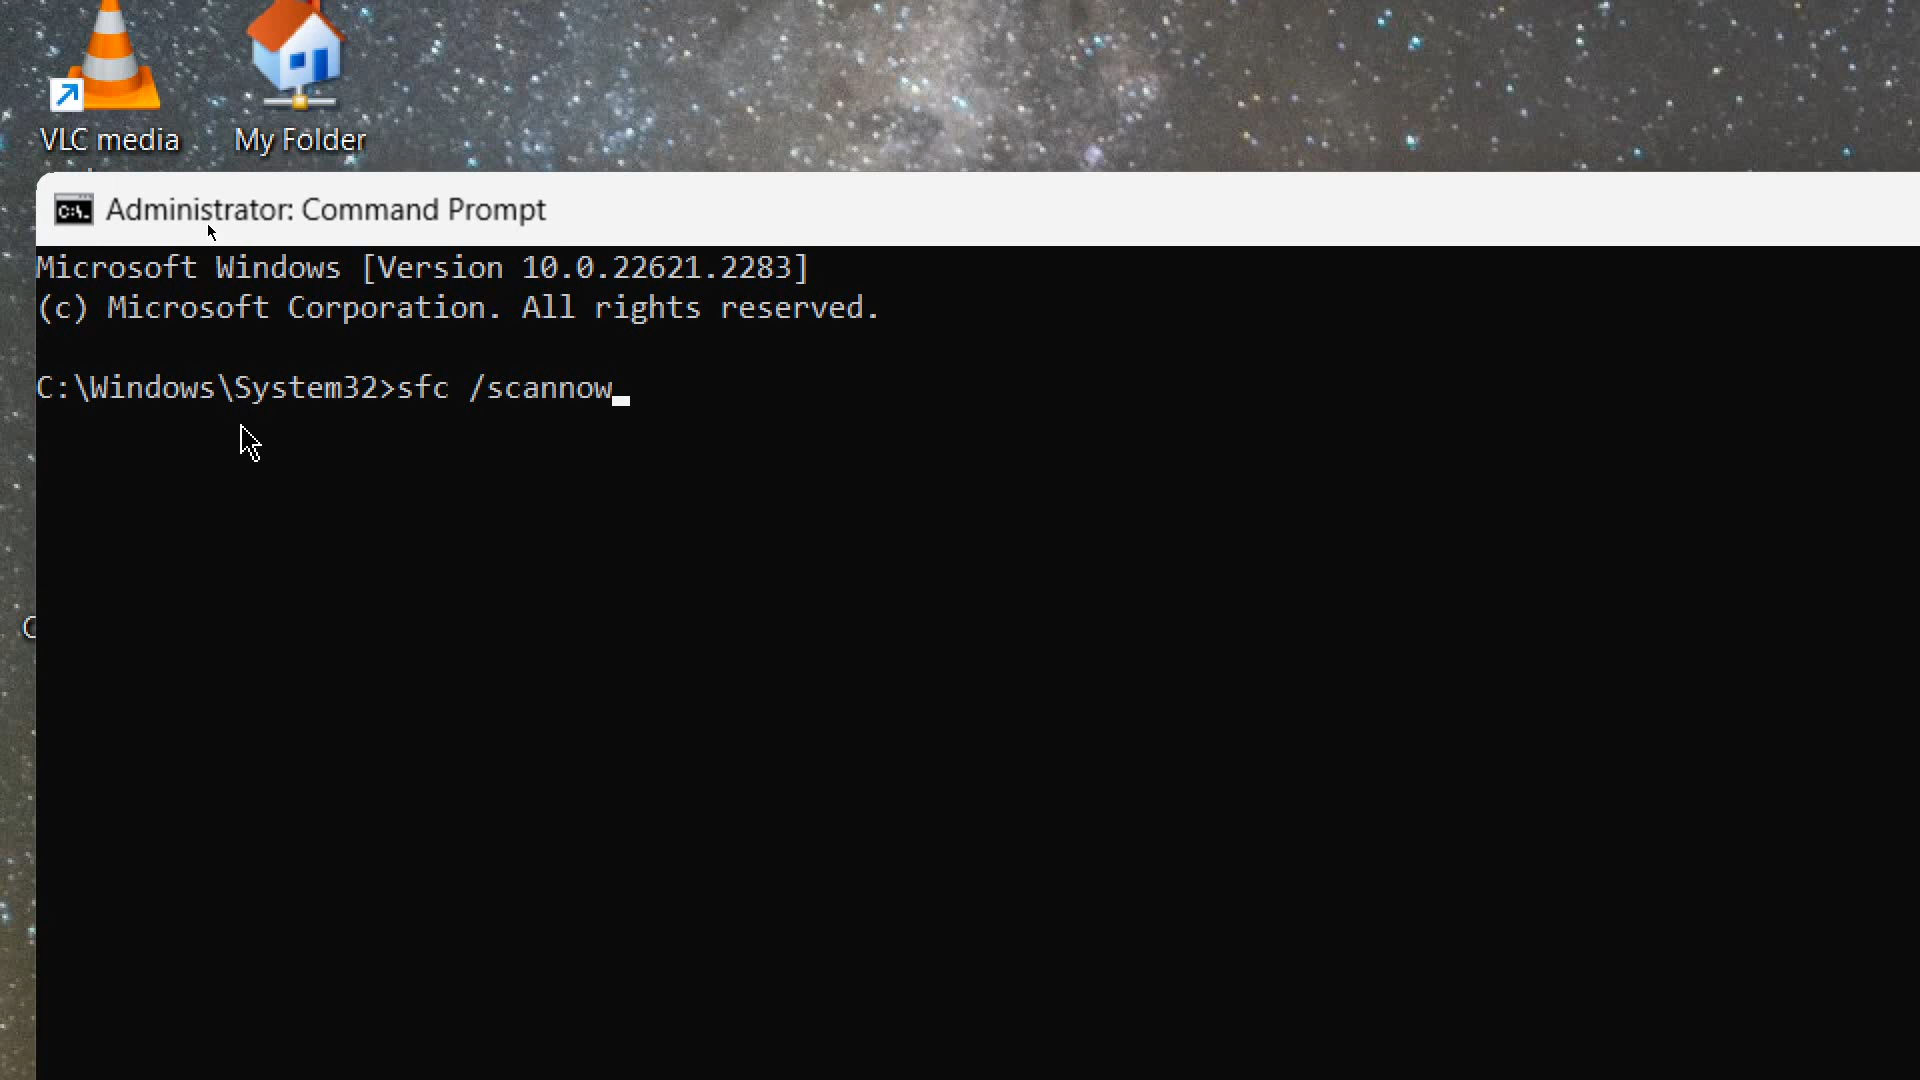 VLC media
My Folder
Administrator: Command Prompt
Microsoft Windows [Version 10.0.22621.2283]
(c) Microsoft Corporation. All rights reserved.
C:\Windows\System32>sfc /scannow